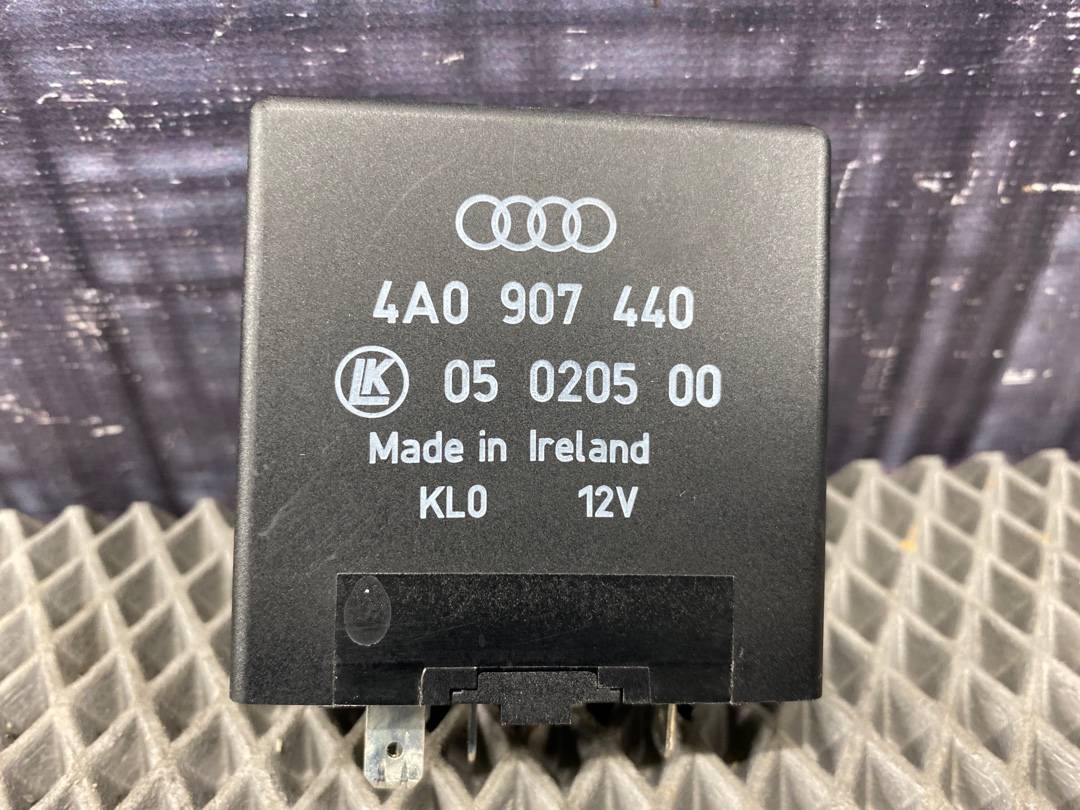 4A0 907 440
LK 05 0205 00
Made in Ireland
KL0 12V